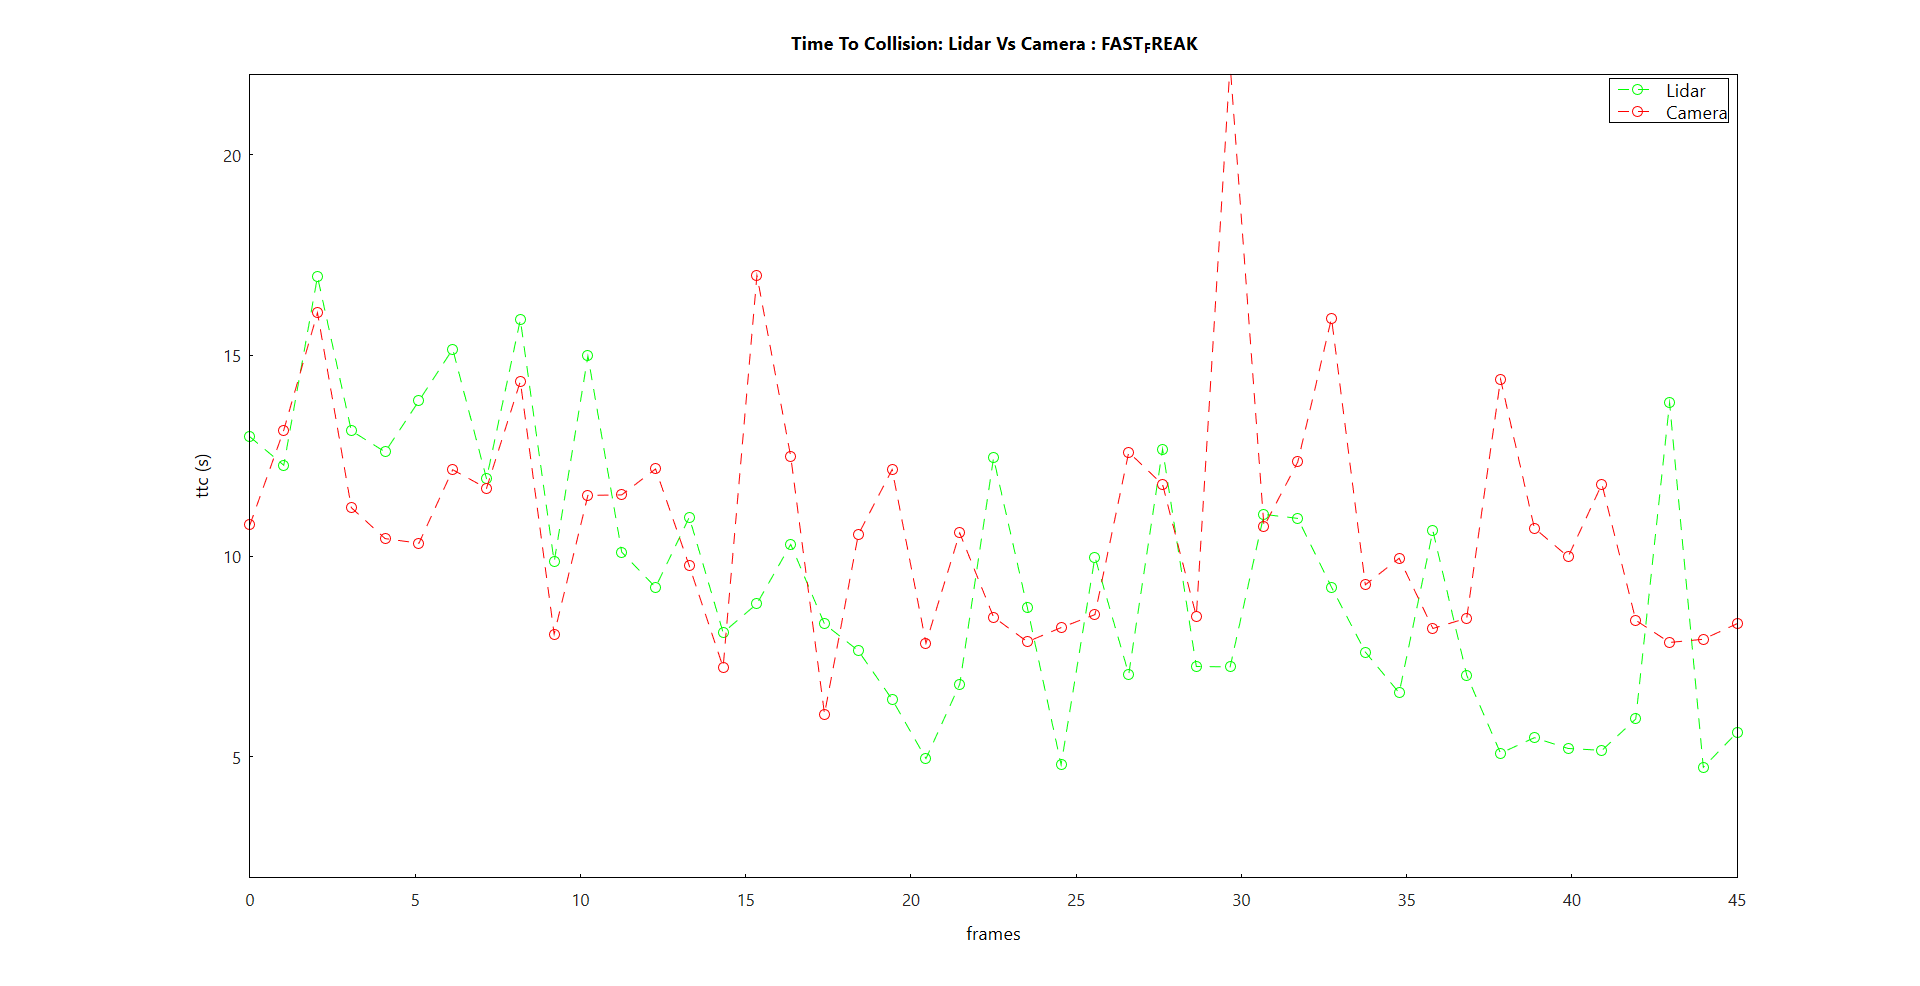 Time To Collision: Lidar Vs Camera : FASTFREAK
Lidar
Camera
20
15
10
5
ttc (s)
0 5 10 15 20 25 30 35 40 45
frames